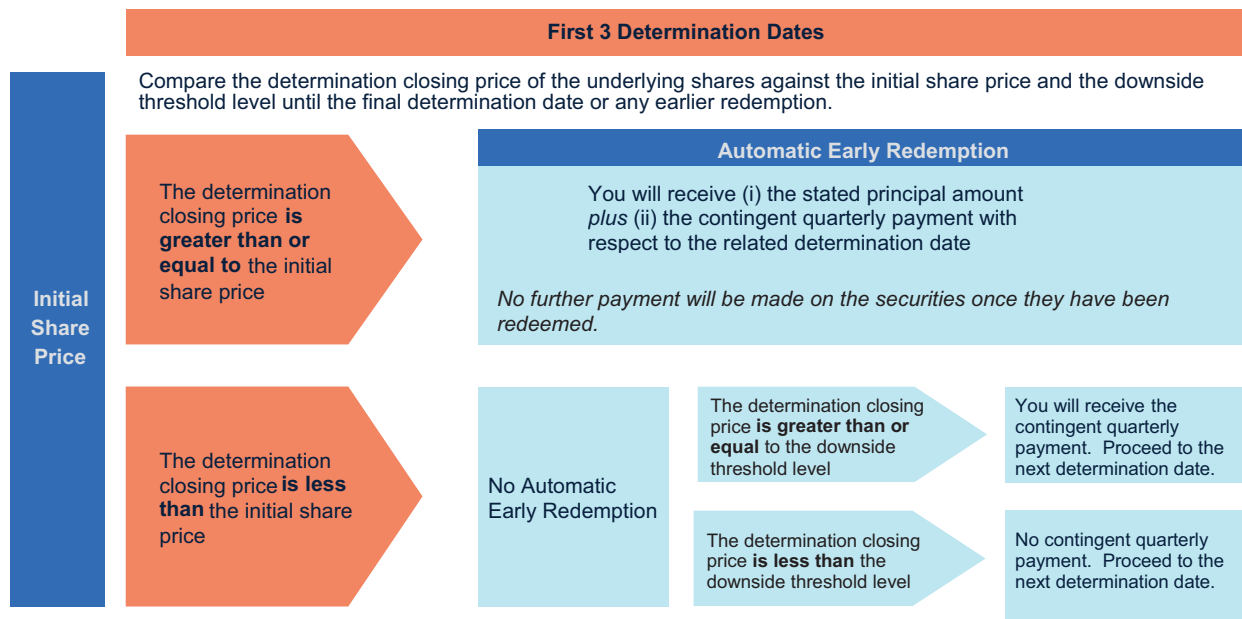 First 3 Determination Dates
Compare the determination closing price of the underlying shares against the initial share price and the downside
threshold level until the final determination date or any earlier redemption.
Initial
Share
Price
The determination
closing price is
greater than or
equal to the initial
share price
Automatic Early Redemption
You will receive (i) the stated principal amount
plus (ii) the contingent quarterly payment with
respect to the related determination date
No further payment will be made on the securities once they have been
redeemed.
The determination
closing price is less
than the initial share
price
No Automatic
Early Redemption
The determination closing
price is greater than or
equal to the downside
threshold level
You will receive the
contingent quarterly
payment. Proceed to the
next determination date.
The determination closing
price is less than the
downside threshold level
No contingent quarterly
payment. Proceed to the
next determination date.